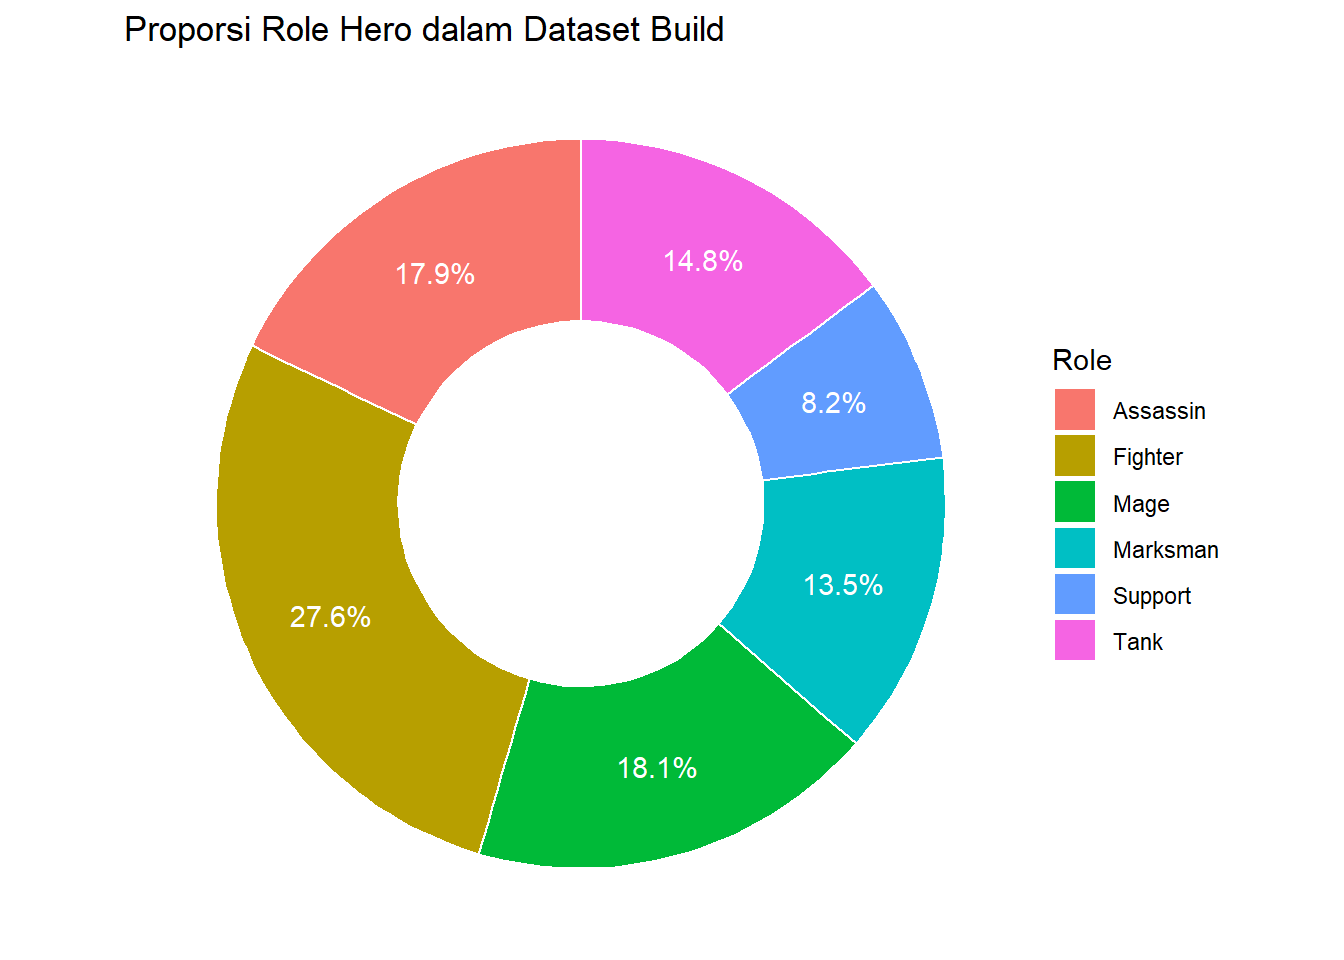 Proporsi Role Hero dalam Dataset Build
17.9%
14.8%
8.2%
13.5%
18.1%
27.6%
Role
Assassin
Fighter
Mage
Marksman
Support
Tank